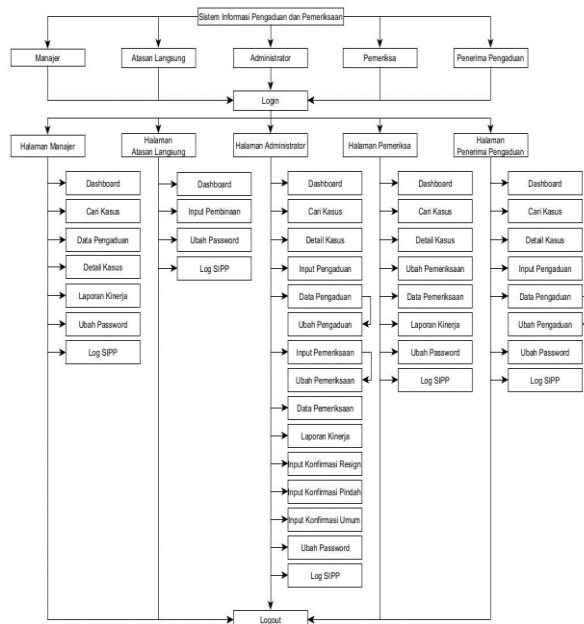 Sistem Informasi Pengaduan dan Pemeriksaan
Manajer
Atasan Langsung
Administrator
Pemeriksa
Penerima Pengaduan
Login
Halaman Manajer
Halaman
Atasan Langsung
Halaman Administrator
Halaman Pemeriksa
Halaman
Penerima Pengaduan
Dashboard
Cari Kasus
Data Pengaduan
Detail Kasus
Laporan Kinerja
Ubah Password
Log SIPP
Dashboard
Input Pembinaan
Ubah Password
Log SIPP
Dashboard
Cari Kasus
Detail Kasus
Input Pengaduan
Data Pengaduan
Ubah Pengaduan
Input Pemeriksaan
Ubah Pemeriksaan
Data Pemeriksaan
Laporan Kinerja
Input Konfirmasi Resign
Input Konfirmasi Pindah
Input Konfirmasi Umum
Ubah Password
Log SIPP
Dashboard
Cari Kasus
Detail Kasus
Ubah Pemeriksaan
Data Pemeriksaan
Laporan Kinerja
Ubah Password
Log SIPP
Dashboard
Cari Kasus
Detail Kasus
Input Pengaduan
Data Pengaduan
Ubah Pengaduan
Ubah Password
Log SIPP
Logout